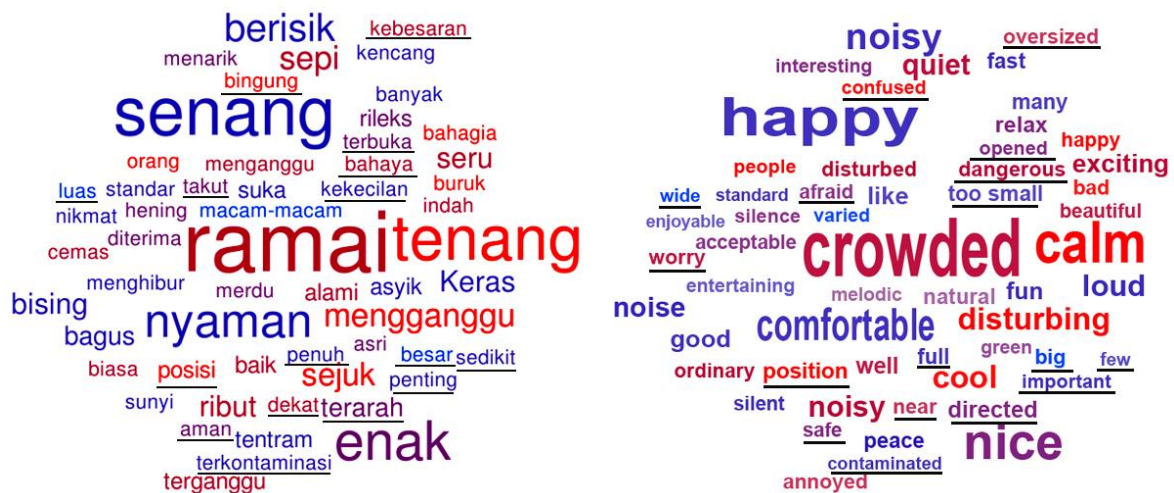 berisik kebesaran
menarik sepi kencang
bingung
senang banyak
rileks
terbuka bahagia
orang menganggu bahaya seru
luas standar takut suka kekecilan buruk
nikmat hening macam-macam indah
cemas diterima ramai tenang
menghibur merdu alami asyik Keras
bising
bagus nyaman mengganggu
asri
biasa posisi baik penuh sejuk besar sedikit
penting
sunyi ribut dekat terarah
aman tentram enak
terkontaminasi
terganggu
noisy oversized
interesting quiet fast
confused
happy many
relax
opened happy
people disturbed dangerous exciting
wide standard afraid like too small bad
enjoyable silence varied beautiful
worry acceptable crowded calm
entertaining melodic natural fun loud
noise
good comfortable disturbing
green
ordinary position well full cool big few
important
silent noisy near directed
safe peace nice
contaminated
annoyed